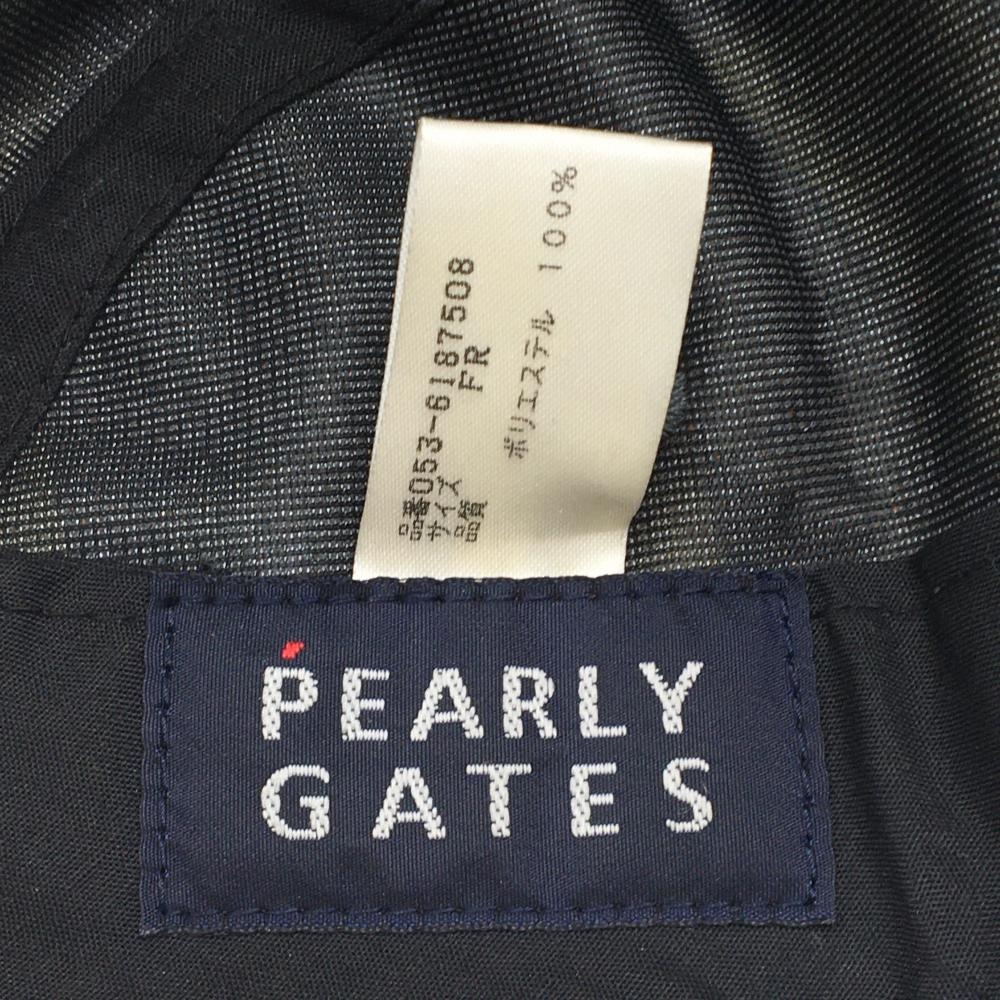 品番053-6187508
サイズ FR
品質
ポリエステル 100%
PEARLY
GATES